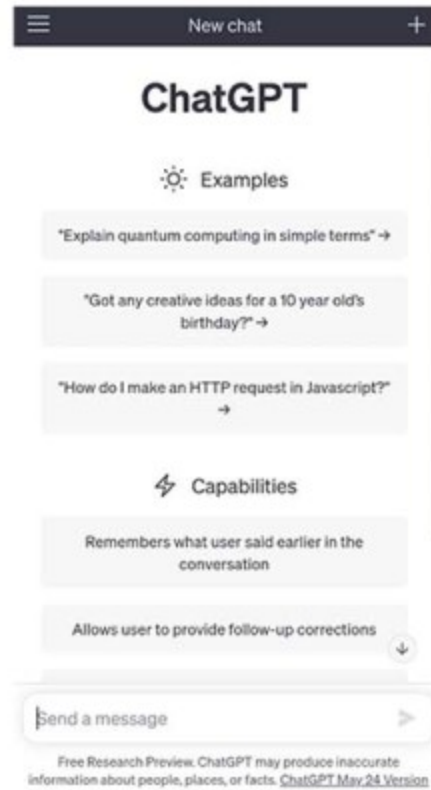 New chat
ChatGPT
Examples
"Explain quantum computing in simple terms" →
"Got any creative ideas for a 10 year old's
birthday?" →
"How do I make an HTTP request in Javascript?"
→
Capabilities
Remembers what user said earlier in the
conversation
Allows user to provide follow-up corrections
Send a message
Free Research Preview. ChatGPT may produce inaccurate
information about people, places, or facts. ChatGPT May 24 Version